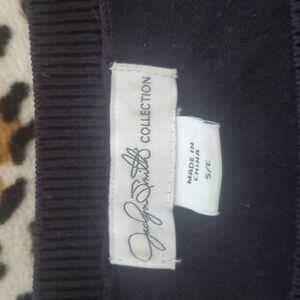 Jaclyn Smith
COLLECTION
MADE IN
CHINA
S/C